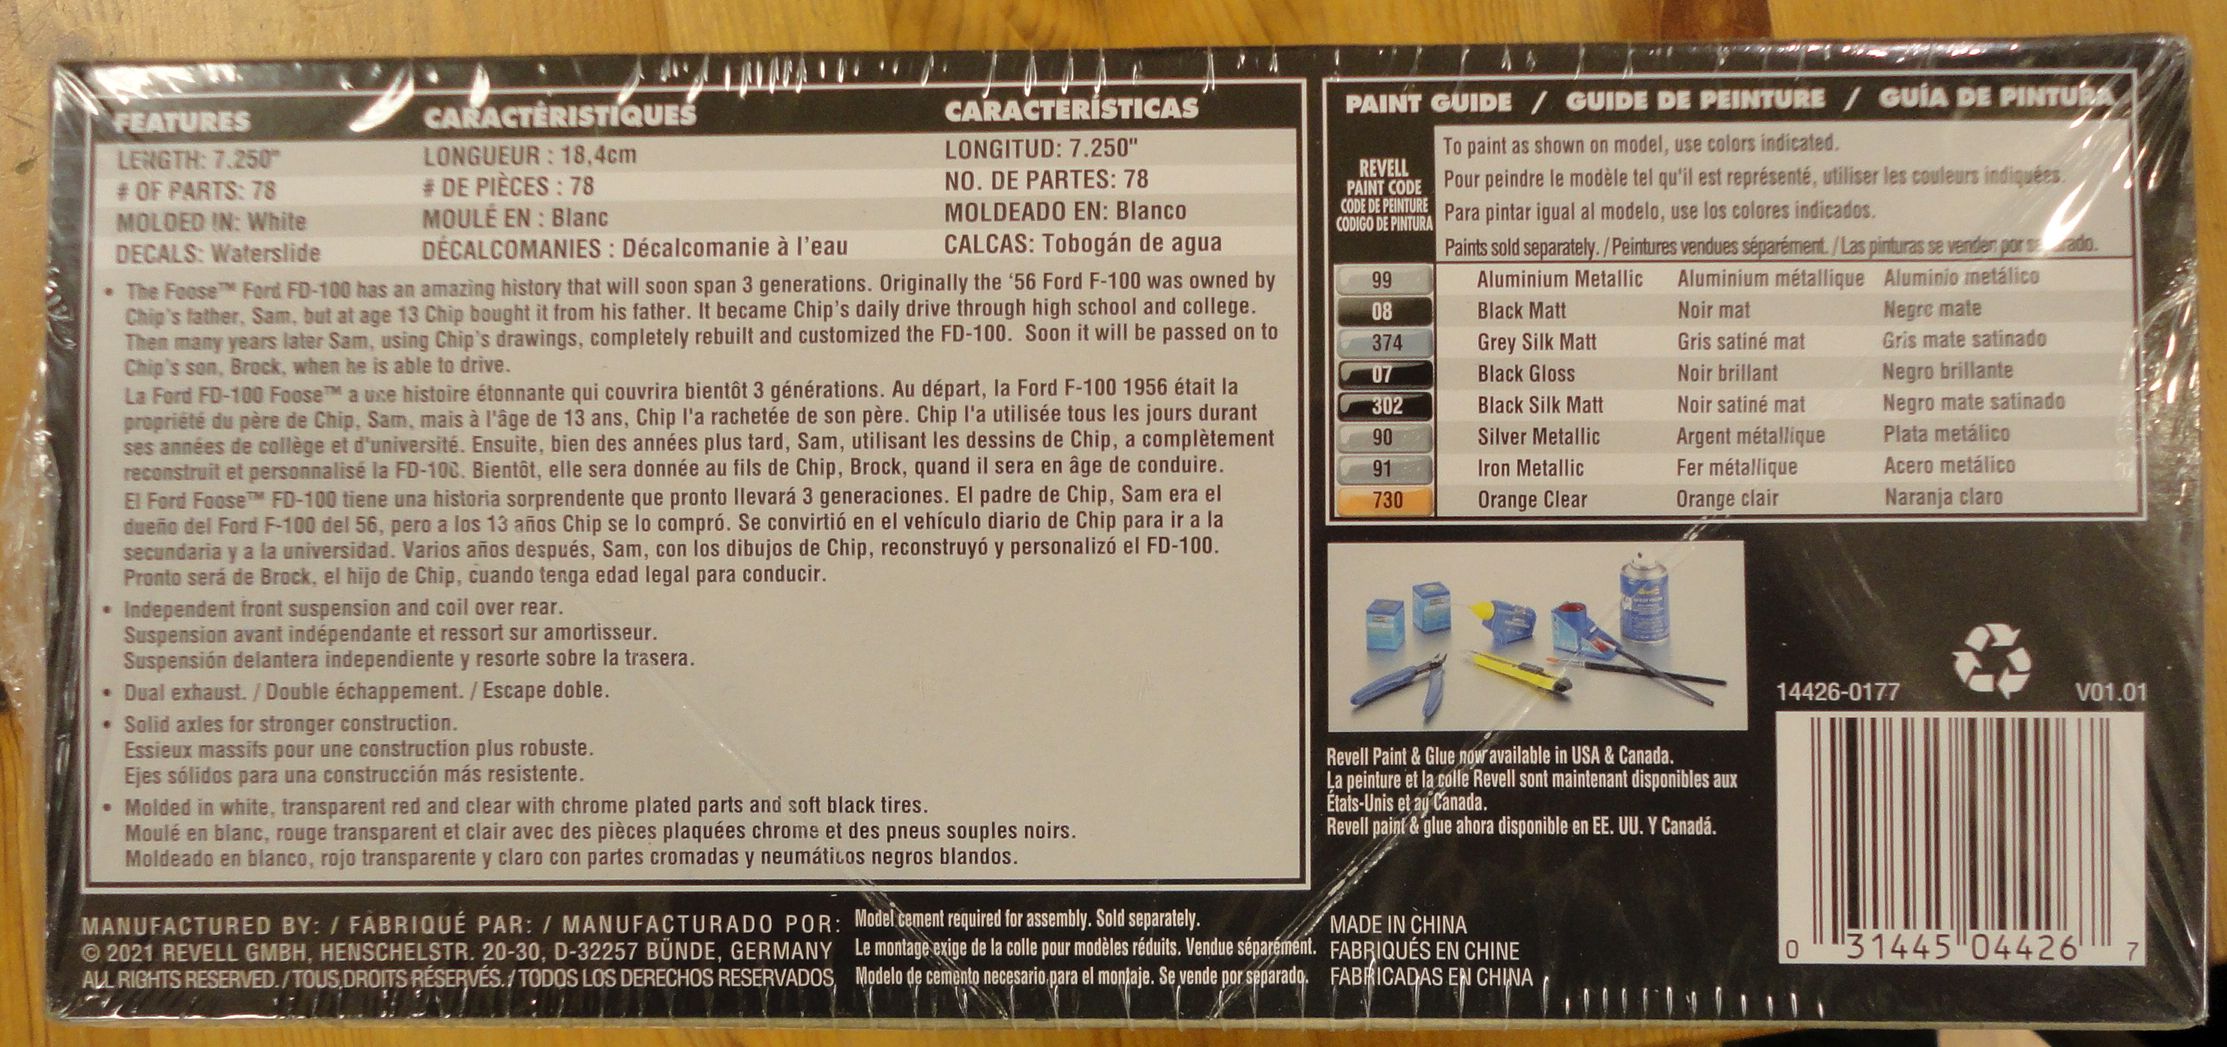 FEATURES
LENGTH: 7.250"
# OF PARTS: 78
MOLDED IN: White
DECALS: Waterslide
CARACTÈRISTIQUES
LONGUEUR : 18,4cm
# DE PIÈCES : 78
MOULÉ EN : Blanc
DÉCALCOMANIES : Décalcomanie à l'eau
CARACTERÍSTICAS
LONGITUD: 7.250"
NO. DE PARTES: 78
MOLDEADO EN: Blanco
CALCAS: Tobogán de agua
• The Foose™ Ford FD-100 has an amazing history that will soon span 3 generations. Originally the '56 Ford F-100 was owned by
Chip's father, Sam, but at age 13 Chip bought it from his father. It became Chip's daily drive through high school and college.
Then many years later Sam, using Chip's drawings, completely rebuilt and customized the FD-100. Soon it will be passed on to
Chip's son, Brock, when he is able to drive.
La Ford FD-100 Foose™ a une histoire étonnante qui couvrira bientôt 3 générations. Au départ, la Ford F-100 1956 était la
propriété du père de Chip, Sam, mais à l'âge de 13 ans, Chip l'a rachetée de son père. Chip l'a utilisée tous les jours durant
ses années de collège et d'université. Ensuite, bien des années plus tard, Sam, utilisant les dessins de Chip, a complètement
reconstruit et personnalisé la FD-100. Bientôt, elle sera donnée au fils de Chip, Brock, quand il sera en âge de conduire.
El Ford Foose™ FD-100 tiene una historia sorprendente que pronto llevará 3 generaciones. El padre de Chip, Sam era el
dueño del Ford F-100 del 56, pero a los 13 años Chip se lo compró. Se convirtió en el vehículo diario de Chip para ir a la
secundaria y a la universidad. Varios años después, Sam, con los dibujos de Chip, reconstruyó y personalizó el FD-100.
Pronto será de Brock, el hijo de Chip, cuando tenga edad legal para conducir.
• Independent front suspension and coil over rear.
Suspension avant indépendante et ressort sur amortisseur.
Suspensión delantera independiente y resorte sobre la trasera.
• Dual exhaust. / Double échappement. / Escape doble.
• Solid axles for stronger construction.
Essieux massifs pour une construction plus robuste.
Ejes sólidos para una construcción más resistente.
• Molded in white, transparent red and clear with chrome plated parts and soft black tires.
Moulé en blanc, rouge transparent et clair avec des pièces plaquées chrome et des pneus souples noirs.
Moldeado en blanco, rojo transparente y claro con partes cromadas y neumáticos negros blandos.
PAINT GUIDE / GUIDE DE PEINTURE / GUÍA DE PINTURA
REVELL
PAINT CODE
CODE DE PEINTURE
CODIGO DE PINTURA
To paint as shown on model, use colors indicated.
Pour peindre le modèle tel qu'il est représenté, utiliser les couleurs indiquées.
Para pintar igual al modelo, use los colores indicados.
Paints sold separately. / Peintures vendues séparément. / Las pinturas se venden por separado.
99 Aluminium Metallic Aluminium métallique Aluminio metálico
08 Black Matt Noir mat Negro mate
374 Grey Silk Matt Gris satiné mat Gris mate satinado
07 Black Gloss Noir brillant Negro brillante
302 Black Silk Matt Noir satiné mat Negro mate satinado
90 Silver Metallic Argent métallique Plata metálico
91 Iron Metallic Fer métallique Acero metálico
730 Orange Clear Orange clair Naranja claro
Revell Paint & Glue now available in USA & Canada.
La peinture et la colle Revell sont maintenant disponibles aux
États-Unis et au Canada.
Revell paint & glue ahora disponible en EE. UU. Y Canadá.
14426-0177
V01.01
0 31445 04426 7
MANUFACTURED BY: / FABRIQUÉ PAR: / MANUFACTURADO POR:
© 2021 REVELL GMBH, HENSCHELSTR. 20-30, D-32257 BÜNDE, GERMANY
ALL RIGHTS RESERVED. / TOUS DROITS RÉSERVÉS. / TODOS LOS DERECHOS RESERVADOS
Model cement required for assembly. Sold separately.
Le montage exige de la colle pour modèles réduits. Vendue séparément.
Modelo de cemento necesario para el montaje. Se vende por separado.
MADE IN CHINA
FABRIQUÉS EN CHINE
FABRICADAS EN CHINA